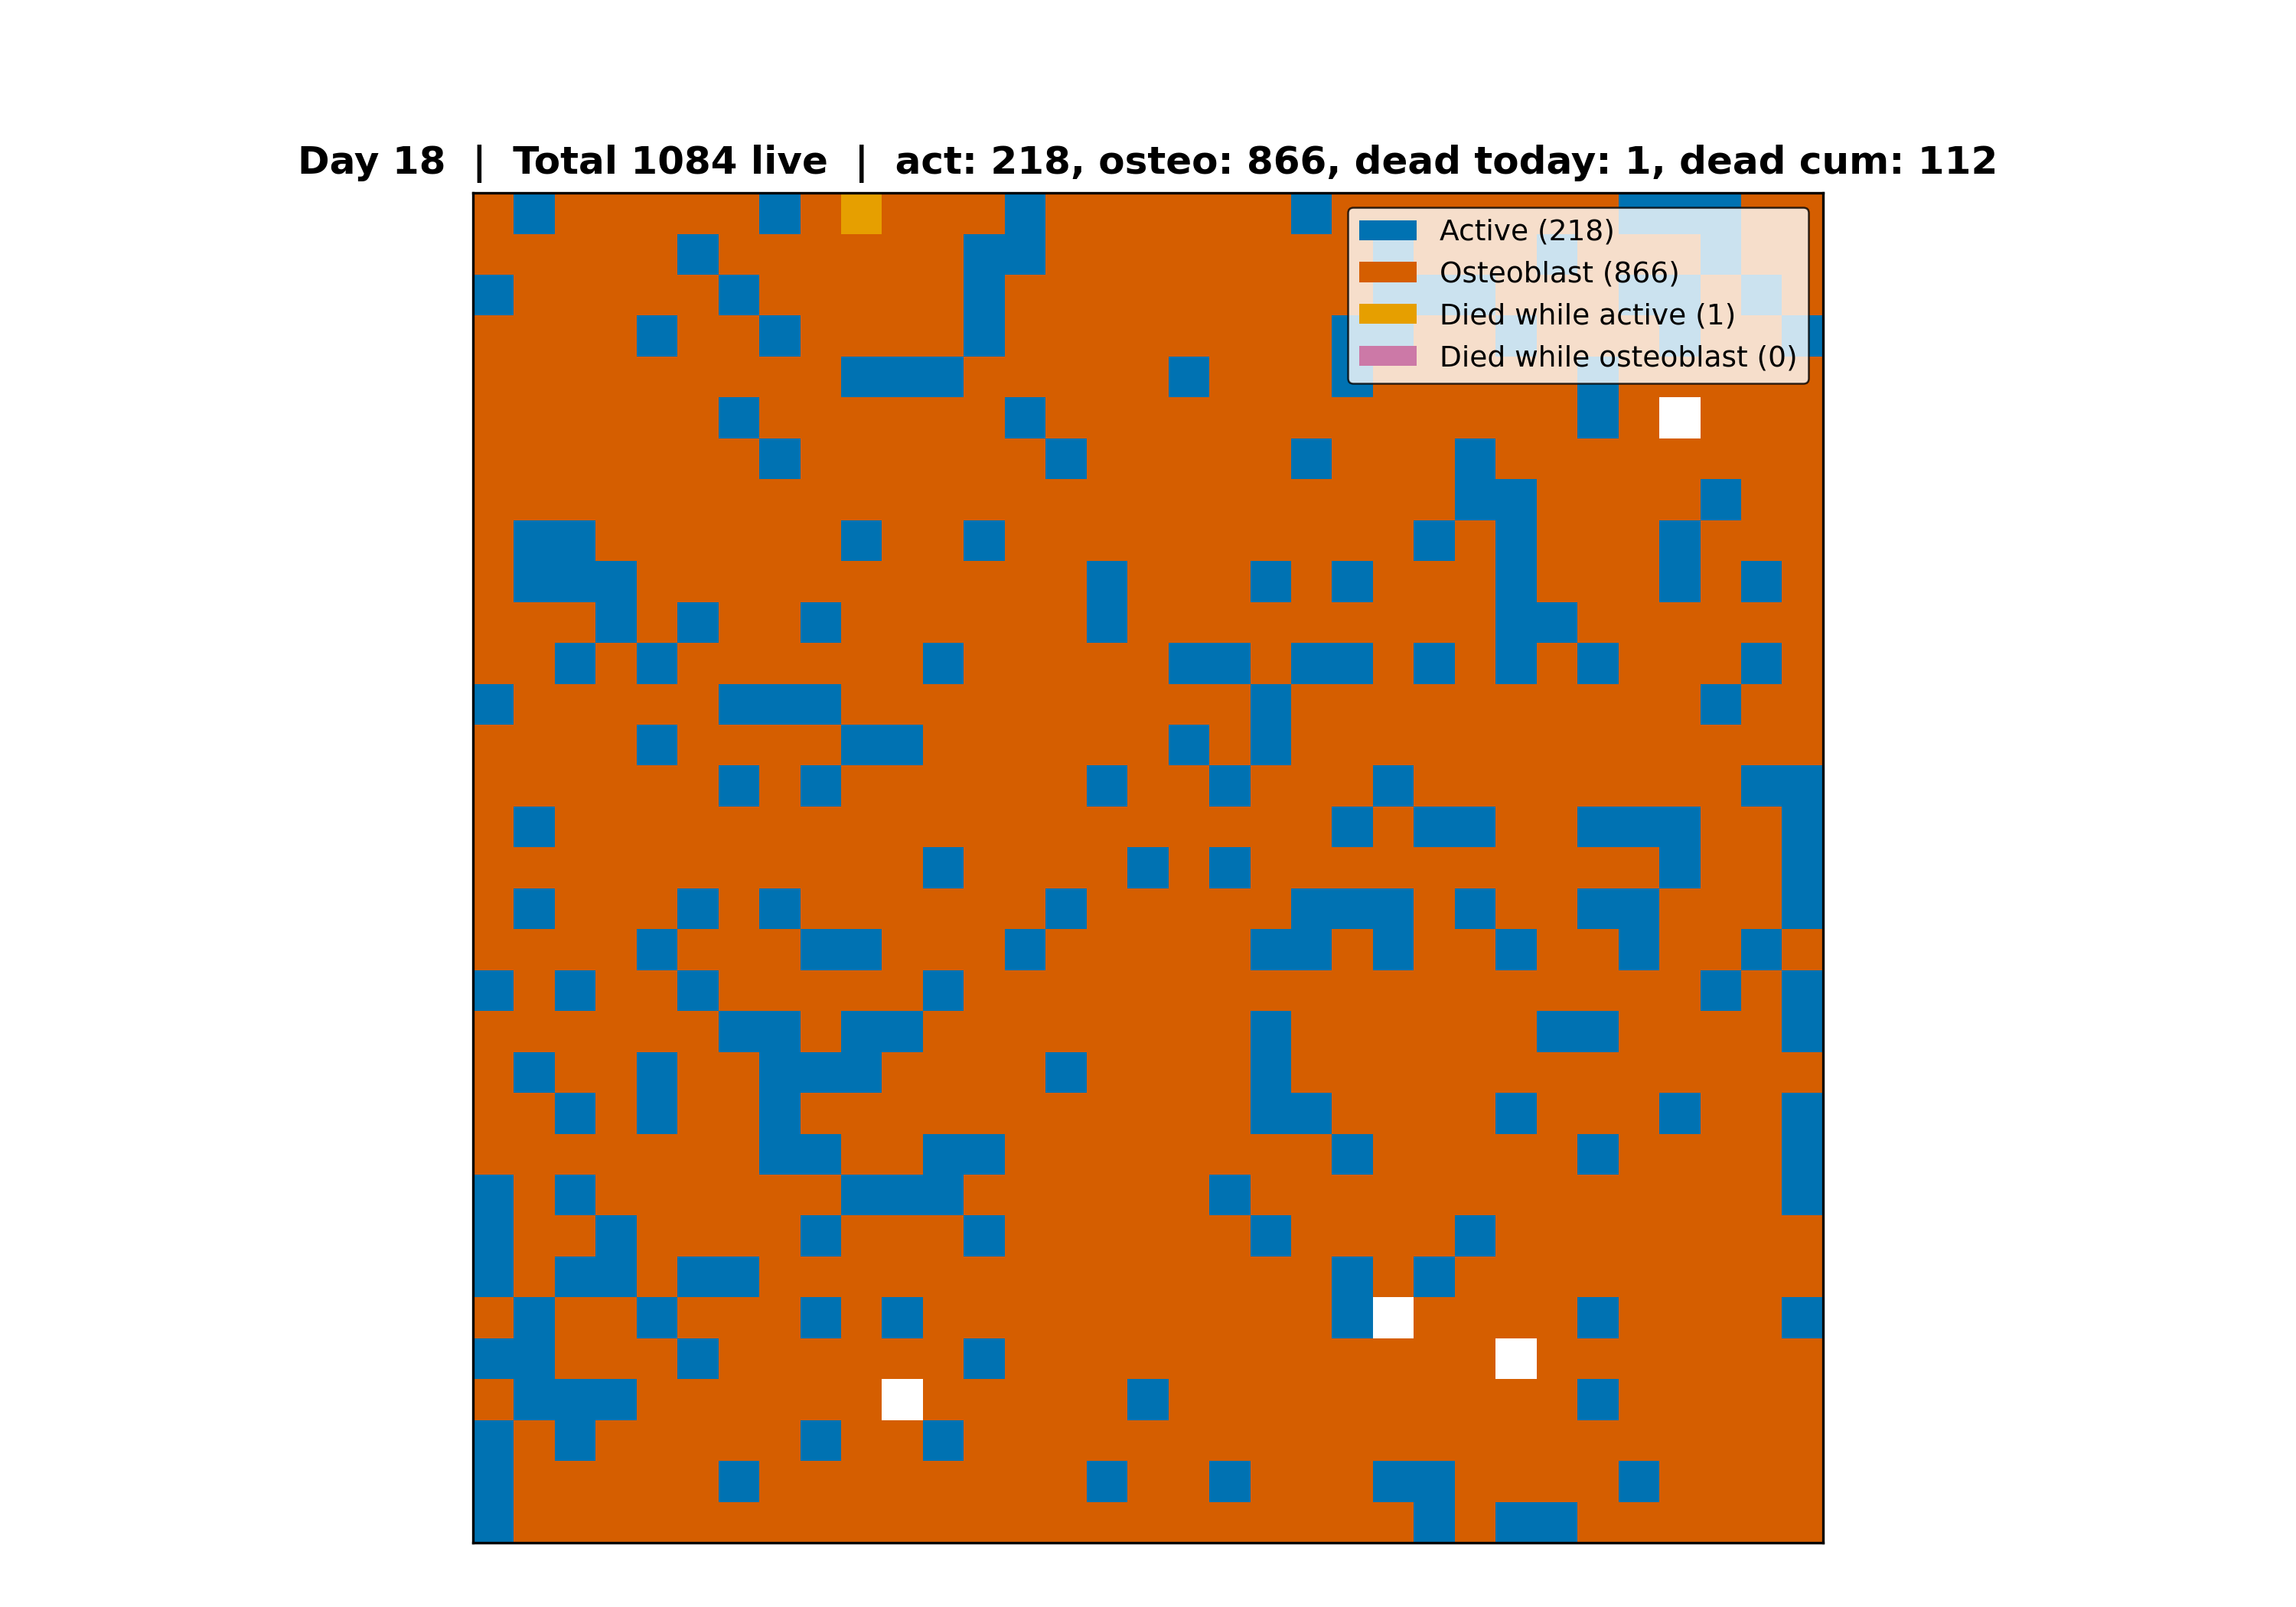 Day 18 | Total 1084 live | act: 218, osteo: 866, dead today: 1, dead cum: 112
Active (218)
Osteoblast (866)
Died while active (1)
Died while osteoblast (0)